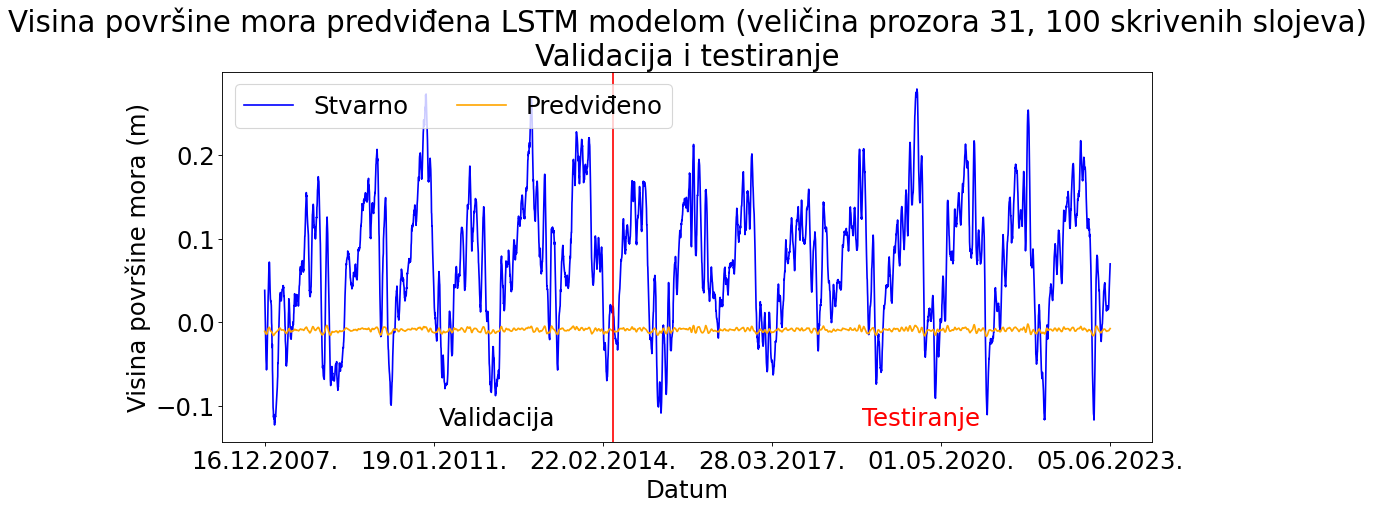 Visina površine mora predviđena LSTM modelom (veličina prozora 31, 100 skrivenih slojeva)
Validacija i testiranje
Stvarno Predviđeno
Visina površine mora (m)
0.2
0.1
0.0
−0.1
Validacija Testiranje
16.12.2007. 19.01.2011. 22.02.2014. 28.03.2017. 01.05.2020. 05.06.2023.
Datum